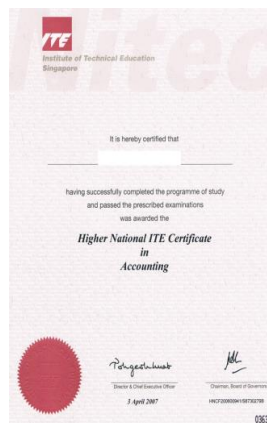 Nitec
ITE
Institute of Technical Education
Singapore
It is hereby certified that
having successfully completed the programme of study
and passed the prescribed examinations
was awarded the
Higher National ITE Certificate
in
Accounting
Director & Chief Executive Officer
Chairman, Board of Governors
3 April 2007